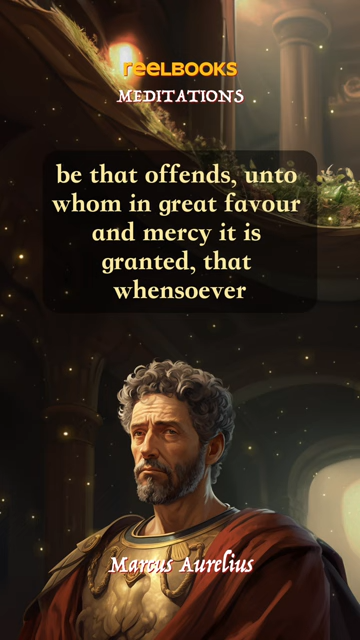 reelbooks
MEDITATIONS
be that offends, unto
whom in great favour
and mercy it is
granted, that
whensoever
Marcus Aurelius